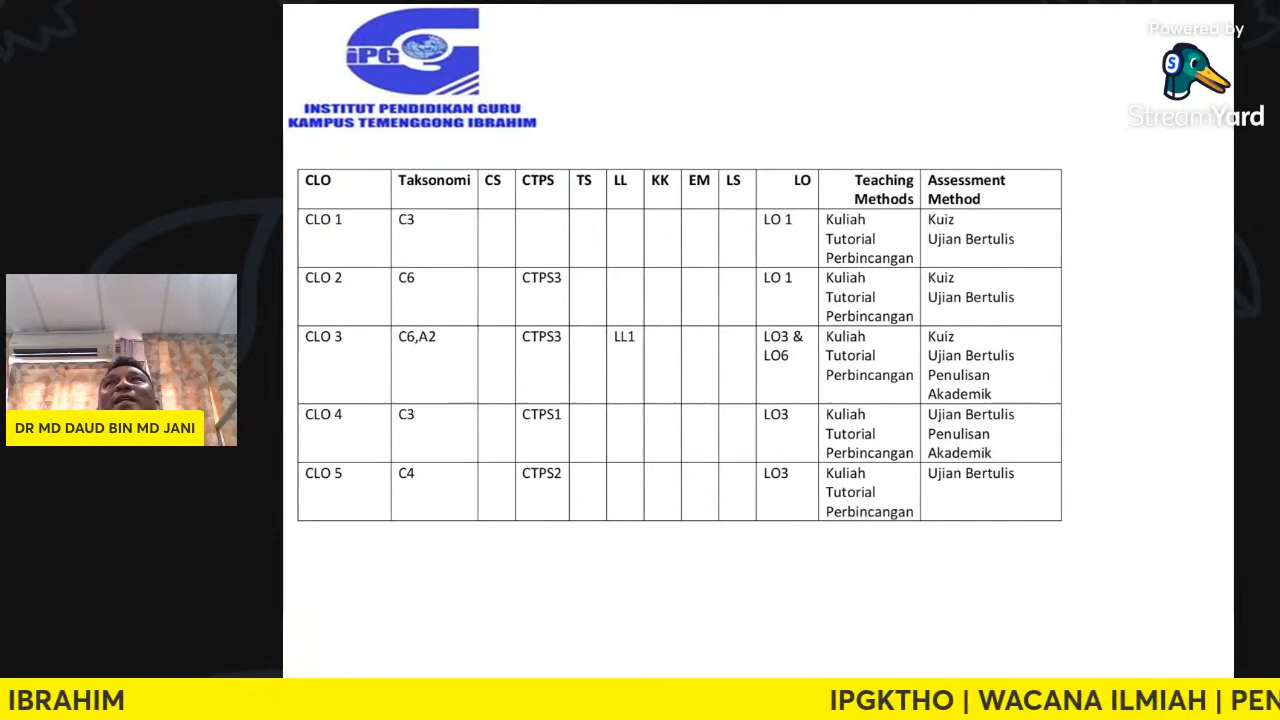 Powered by
StreamYard
iPG
INSTITUT PENDIDIKAN GURU
KAMPUS TEMENGGONG IBRAHIM
CLO Taksonomi CS CTPS TS LL KK EM LS LO Teaching Methods Assessment Method
CLO 1 C3 LO 1 Kuliah Kuiz
Tutorial Ujian Bertulis
Perbincangan
CLO 2 C6 CTPS3 LO 1 Kuliah Kuiz
Tutorial Ujian Bertulis
Perbincangan
CLO 3 C6,A2 CTPS3 LL1 LO3 & Kuliah Kuiz
LO6 Tutorial Ujian Bertulis
Perbincangan Penulisan
Akademik
CLO 4 C3 CTPS1 LO3 Kuliah Ujian Bertulis
Tutorial Penulisan
Perbincangan Akademik
CLO 5 C4 CTPS2 LO3 Kuliah Ujian Bertulis
Tutorial
Perbincangan
DR MD DAUD BIN MD JANI
IBRAHIM IPGKTHO | WACANA ILMIAH | PEN